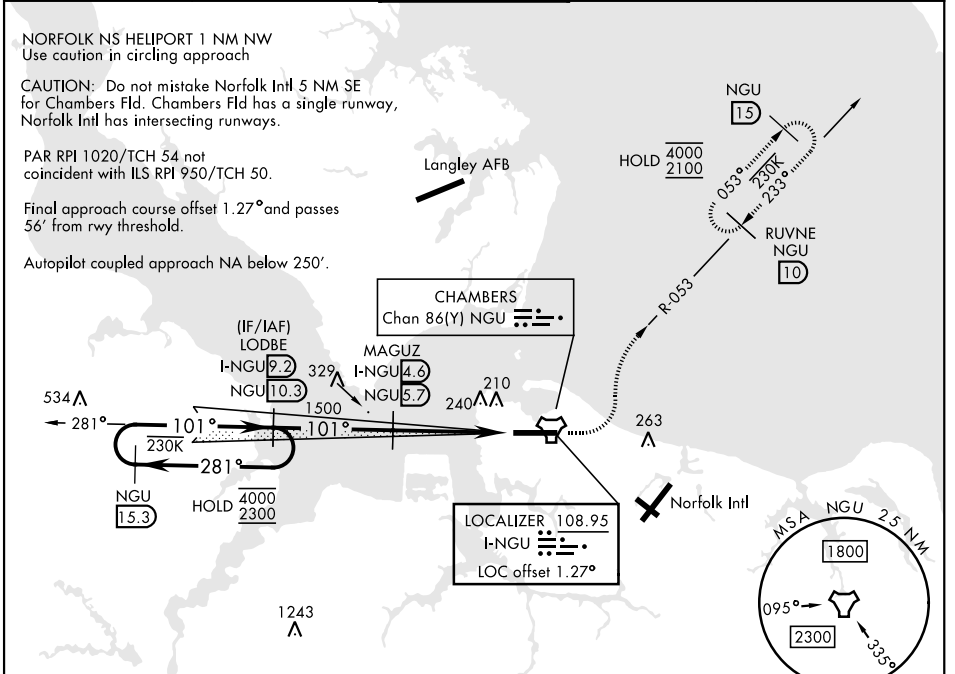 NORFOLK NS HELIPORT 1 NM NW
Use caution in circling approach
CAUTION: Do not mistake Norfolk Intl 5 NM SE
for Chambers Fld. Chambers Fld has a single runway,
Norfolk Intl has intersecting runways.
PAR RPI 1020/TCH 54 not
coincident with ILS RPI 950/TCH 50.
Final approach course offset 1.27° and passes
56' from rwy threshold.
Autopilot coupled approach NA below 250'.
Langley AFB
NGU
15
HOLD 4000
2100
053°
230K
233°
RUVNE
NGU
10
R-053
CHAMBERS
Chan 86(Y) NGU
(IF/IAF)
LODBE
I-NGU 9.2
NGU 10.3
329
MAGUZ
I-NGU 4.6
NGU 5.7
210
240
534
281°
101°
1500
101°
230K
281°
263
NGU
15.3
HOLD 4000
2300
LOCALIZER 108.95
I-NGU
LOC offset 1.27°
Norfolk Intl
1243
MSA NGU 25 NM
1800
095°
2300
335°